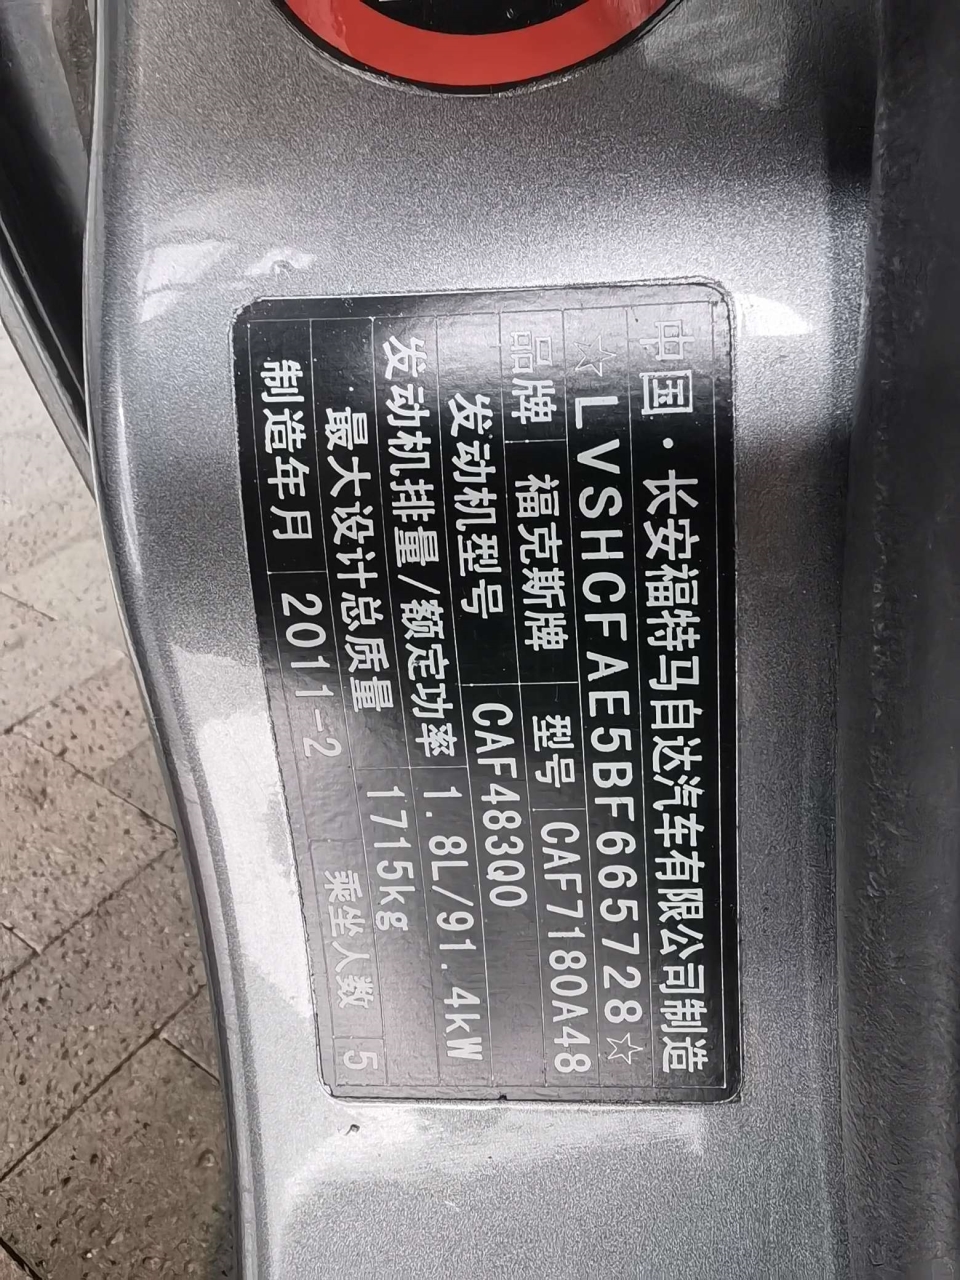 中国·长安福特马自达汽车有限公司制造
☆LVSHCFAE5BF665728☆
品牌 福克斯牌 型号 CAF7180A48
发动机型号 CAF483Q0
发动机排量/额定功率 1.8L/91.4kW
最大设计总质量 1715kg
制造年月 2011-2 乘坐人数 5